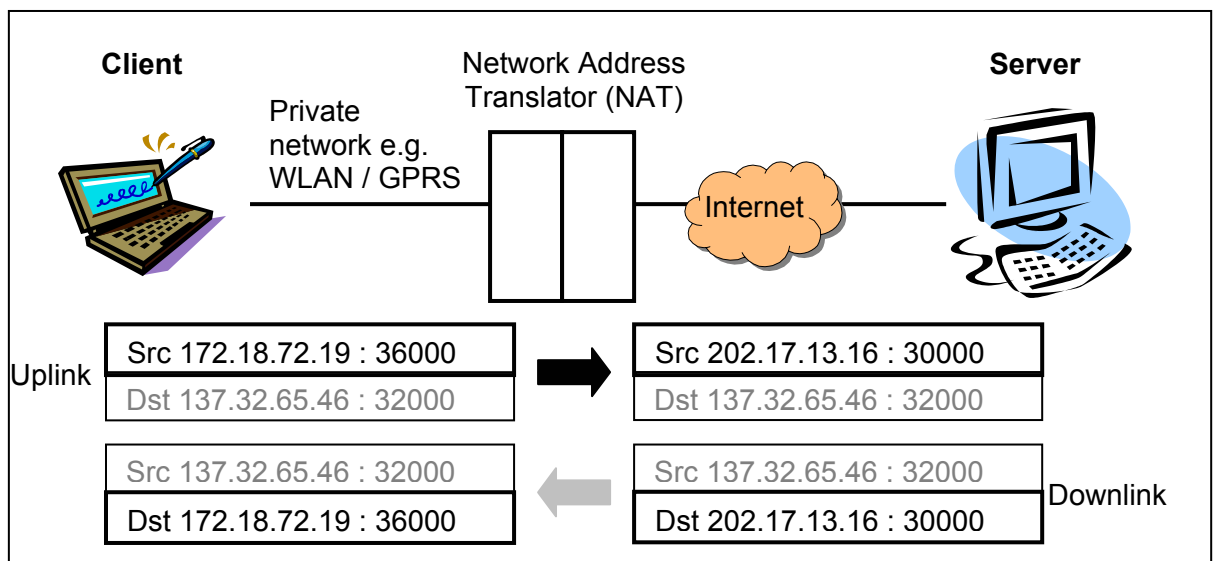 Client
Network Address
Translator (NAT)
Server
Private
network e.g.
WLAN / GPRS
Internet
Uplink
Src 172.18.72.19 : 36000
Dst 137.32.65.46 : 32000
Src 202.17.13.16 : 30000
Dst 137.32.65.46 : 32000
Src 137.32.65.46 : 32000
Dst 172.18.72.19 : 36000
Src 137.32.65.46 : 32000
Dst 202.17.13.16 : 30000
Downlink